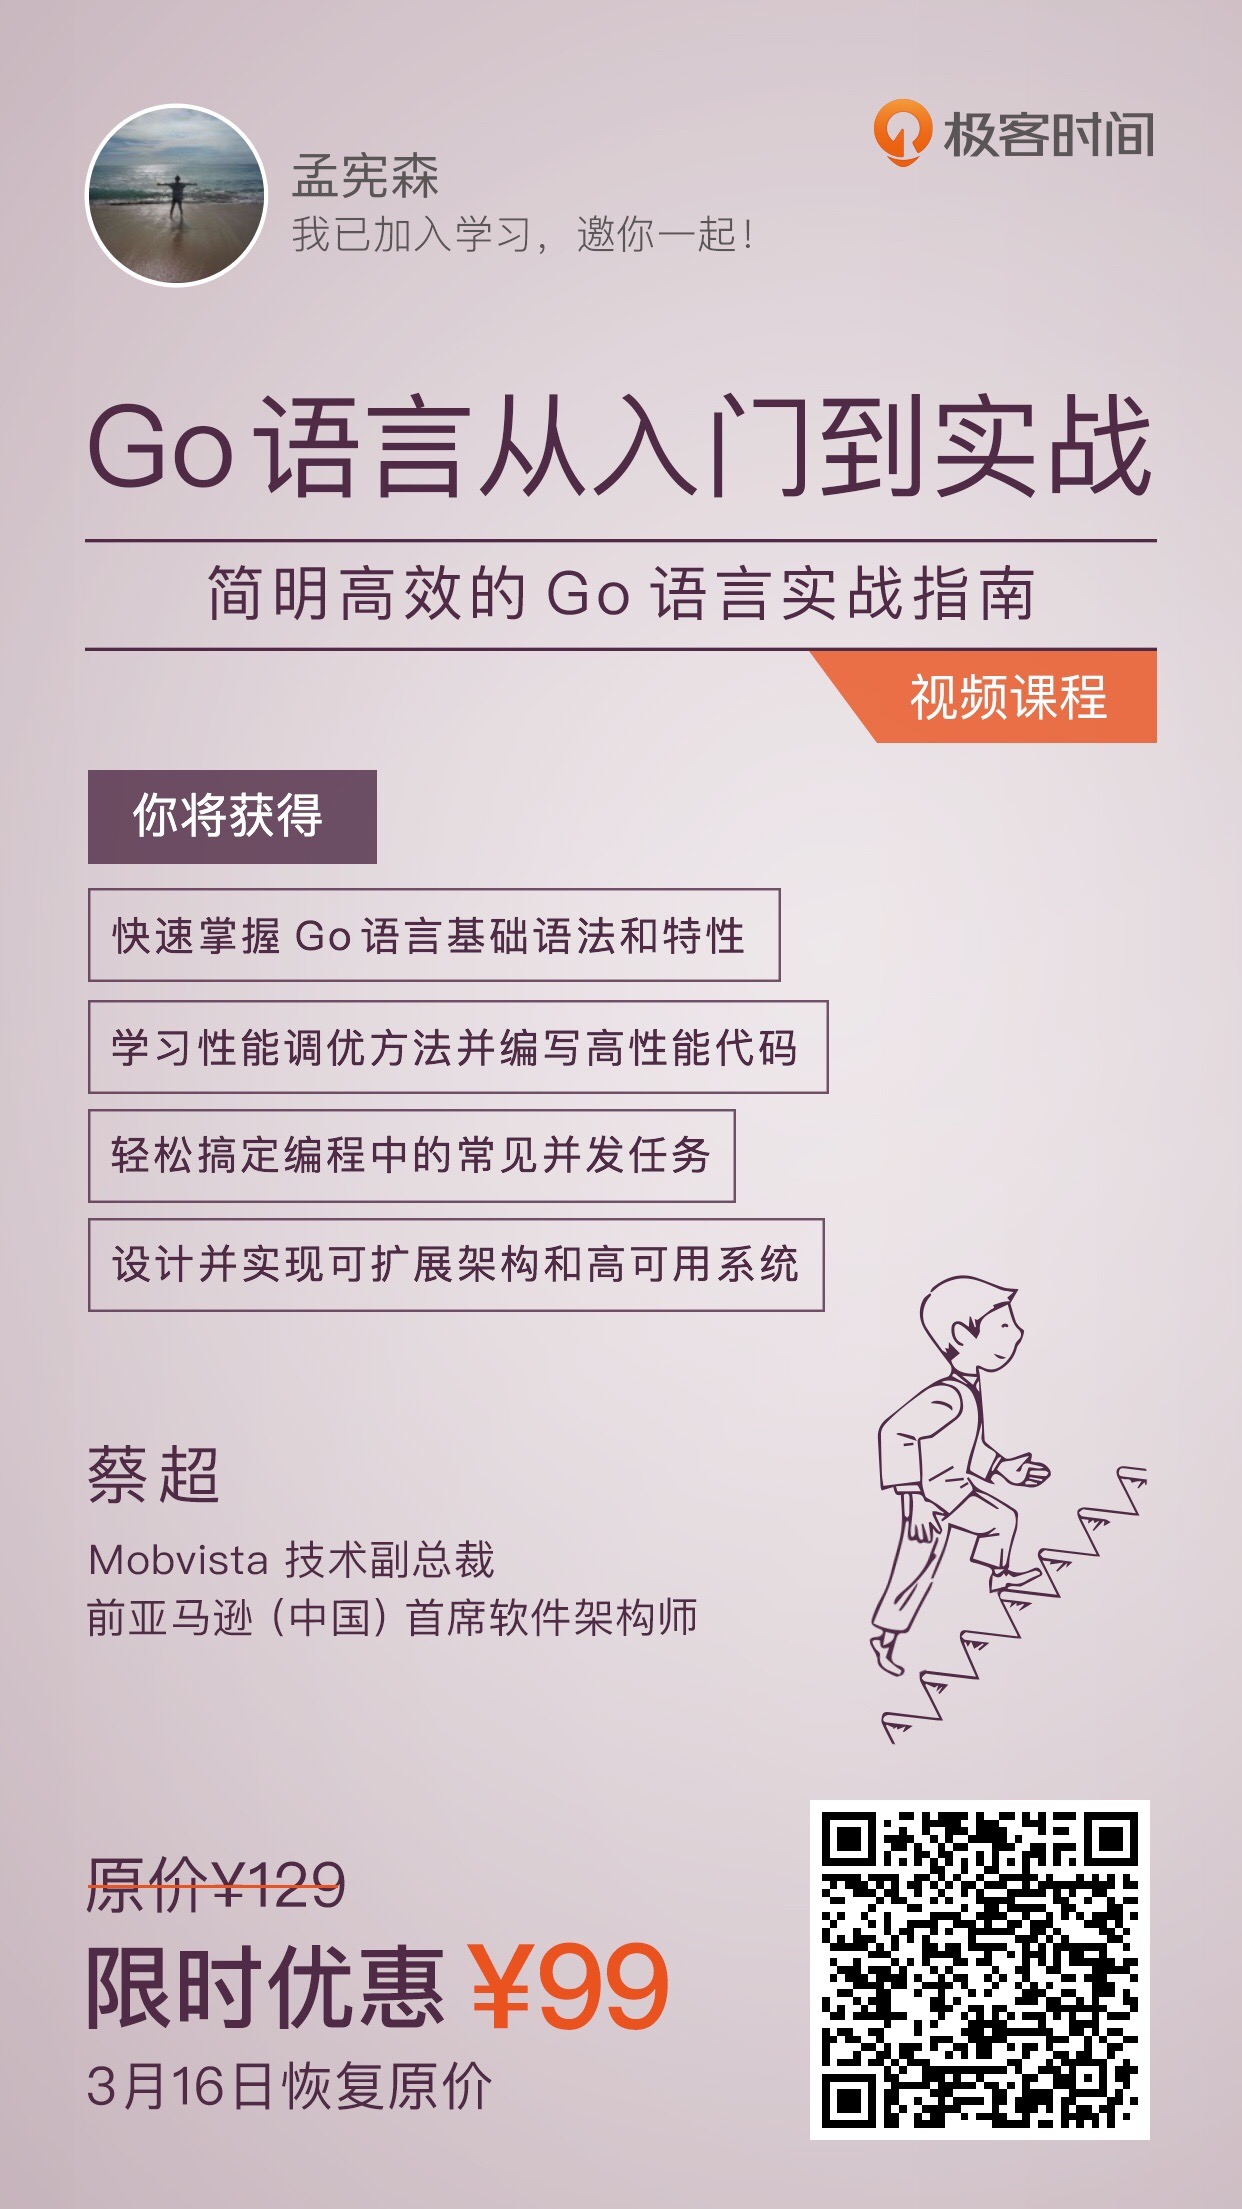 孟宪森
我已加入学习，邀你一起！
极客时间
Go 语言从入门到实战
简明高效的 Go 语言实战指南
视频课程
你将获得
快速掌握 Go 语言基础语法和特性
学习性能调优方法并编写高性能代码
轻松搞定编程中的常见并发任务
设计并实现可扩展架构和高可用系统
蔡超
Mobvista 技术副总裁
前亚马逊（中国）首席软件架构师
原价¥129
限时优惠 ¥99
3月16日恢复原价